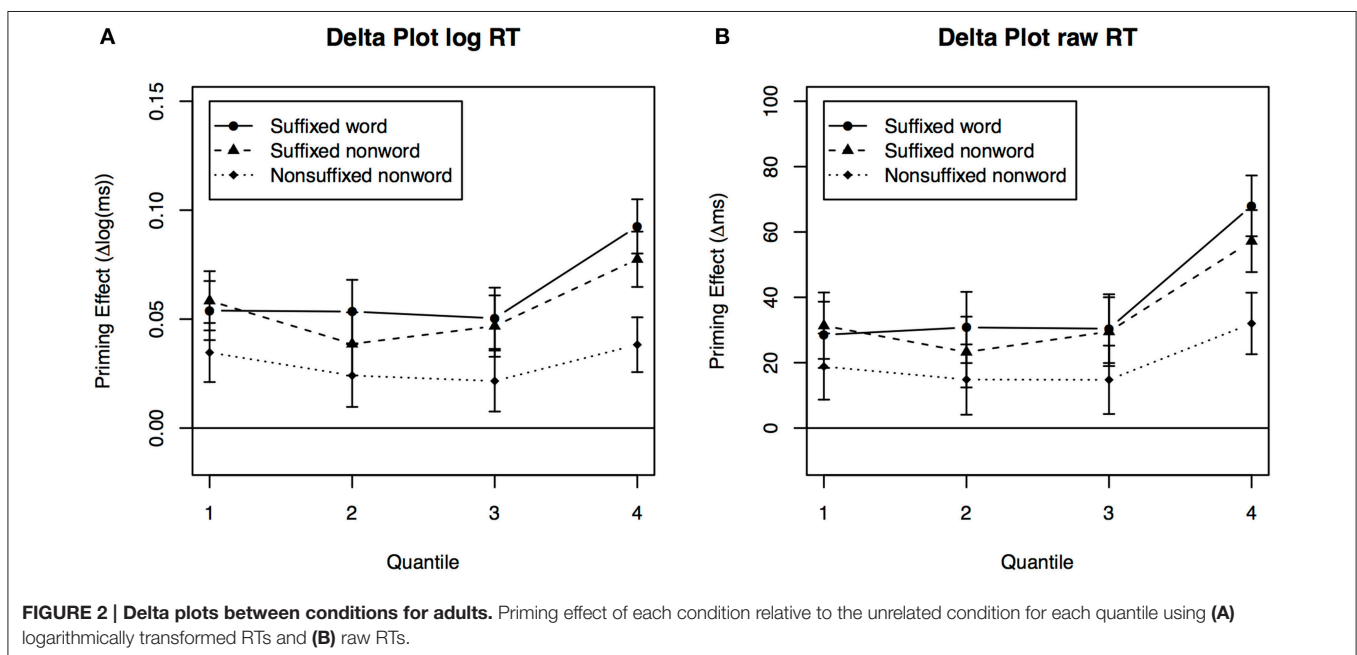 A
Delta Plot log RT
Priming Effect (Δlog(ms))
0.15
0.10
0.05
0.00
Suffixed word
Suffixed nonword
Nonsuffixed nonword
1 2 3 4
Quantile
B
Delta Plot raw RT
Priming Effect (Δms)
100
80
60
40
20
0
Suffixed word
Suffixed nonword
Nonsuffixed nonword
1 2 3 4
Quantile
FIGURE 2 | Delta plots between conditions for adults. Priming effect of each condition relative to the unrelated condition for each quantile using (A)
logarithmically transformed RTs and (B) raw RTs.